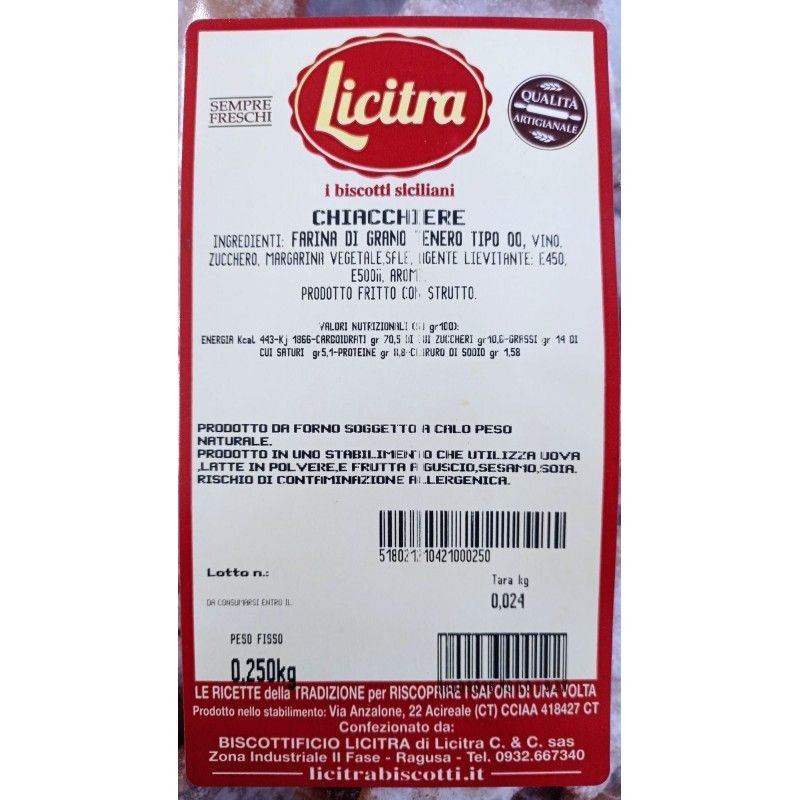 SEMPRE
FRESCHI
Licitra
QUALITÀ
ARTIGIANALE
i biscotti siciliani
CHIACCHIERE
INGREDIENTI: FARINA DI GRANO TENERO TIPO 00, VINO,
ZUCCHERO, MARGARINA VEGETALE,SALE, AGENTE LIEVITANTE: E450,
E500ii, AROMI.
PRODOTTO FRITTO CON STRUTTO.
VALORI NUTRIZIONALI gr100):
ENERGIA Kcal 443-Kj 1866-CARBOIDRATI gr 70,5 DI CUI ZUCCHERI gr10,6-GRASSI gr 14 DI
CUI SATURI gr5,1-PROTEINE gr 8,8-CLORURO DI SODIO gr 1,58
PRODOTTO DA FORNO SOGGETTO A CALO PESO
NATURALE.
PRODOTTO IN UNO STABILIMENTO CHE UTILIZZA UOVA
,LATTE IN POLVERE,E FRUTTA A GUSCIO,SESAMO,SOIA.
RISCHIO DI CONTAMINAZIONE ALLERGENICA.
Lotto n.:
DA CONSUMARSI ENTRO IL
Tara kg
0,024
PESO FISSO
0,250kg
LE RICETTE della TRADIZIONE per RISCOPRIRE I SAPORI DI UNA VOLTA
Prodotto nello stabilimento: Via Anzalone, 22 Acireale (CT) CCIAA 418427 CT
Confezionato da:
BISCOTTIFICIO LICITRA di Licitra C. & C. sas
Zona Industriale II Fase - Ragusa - Tel. 0932.667340
licitrabiscotti.it